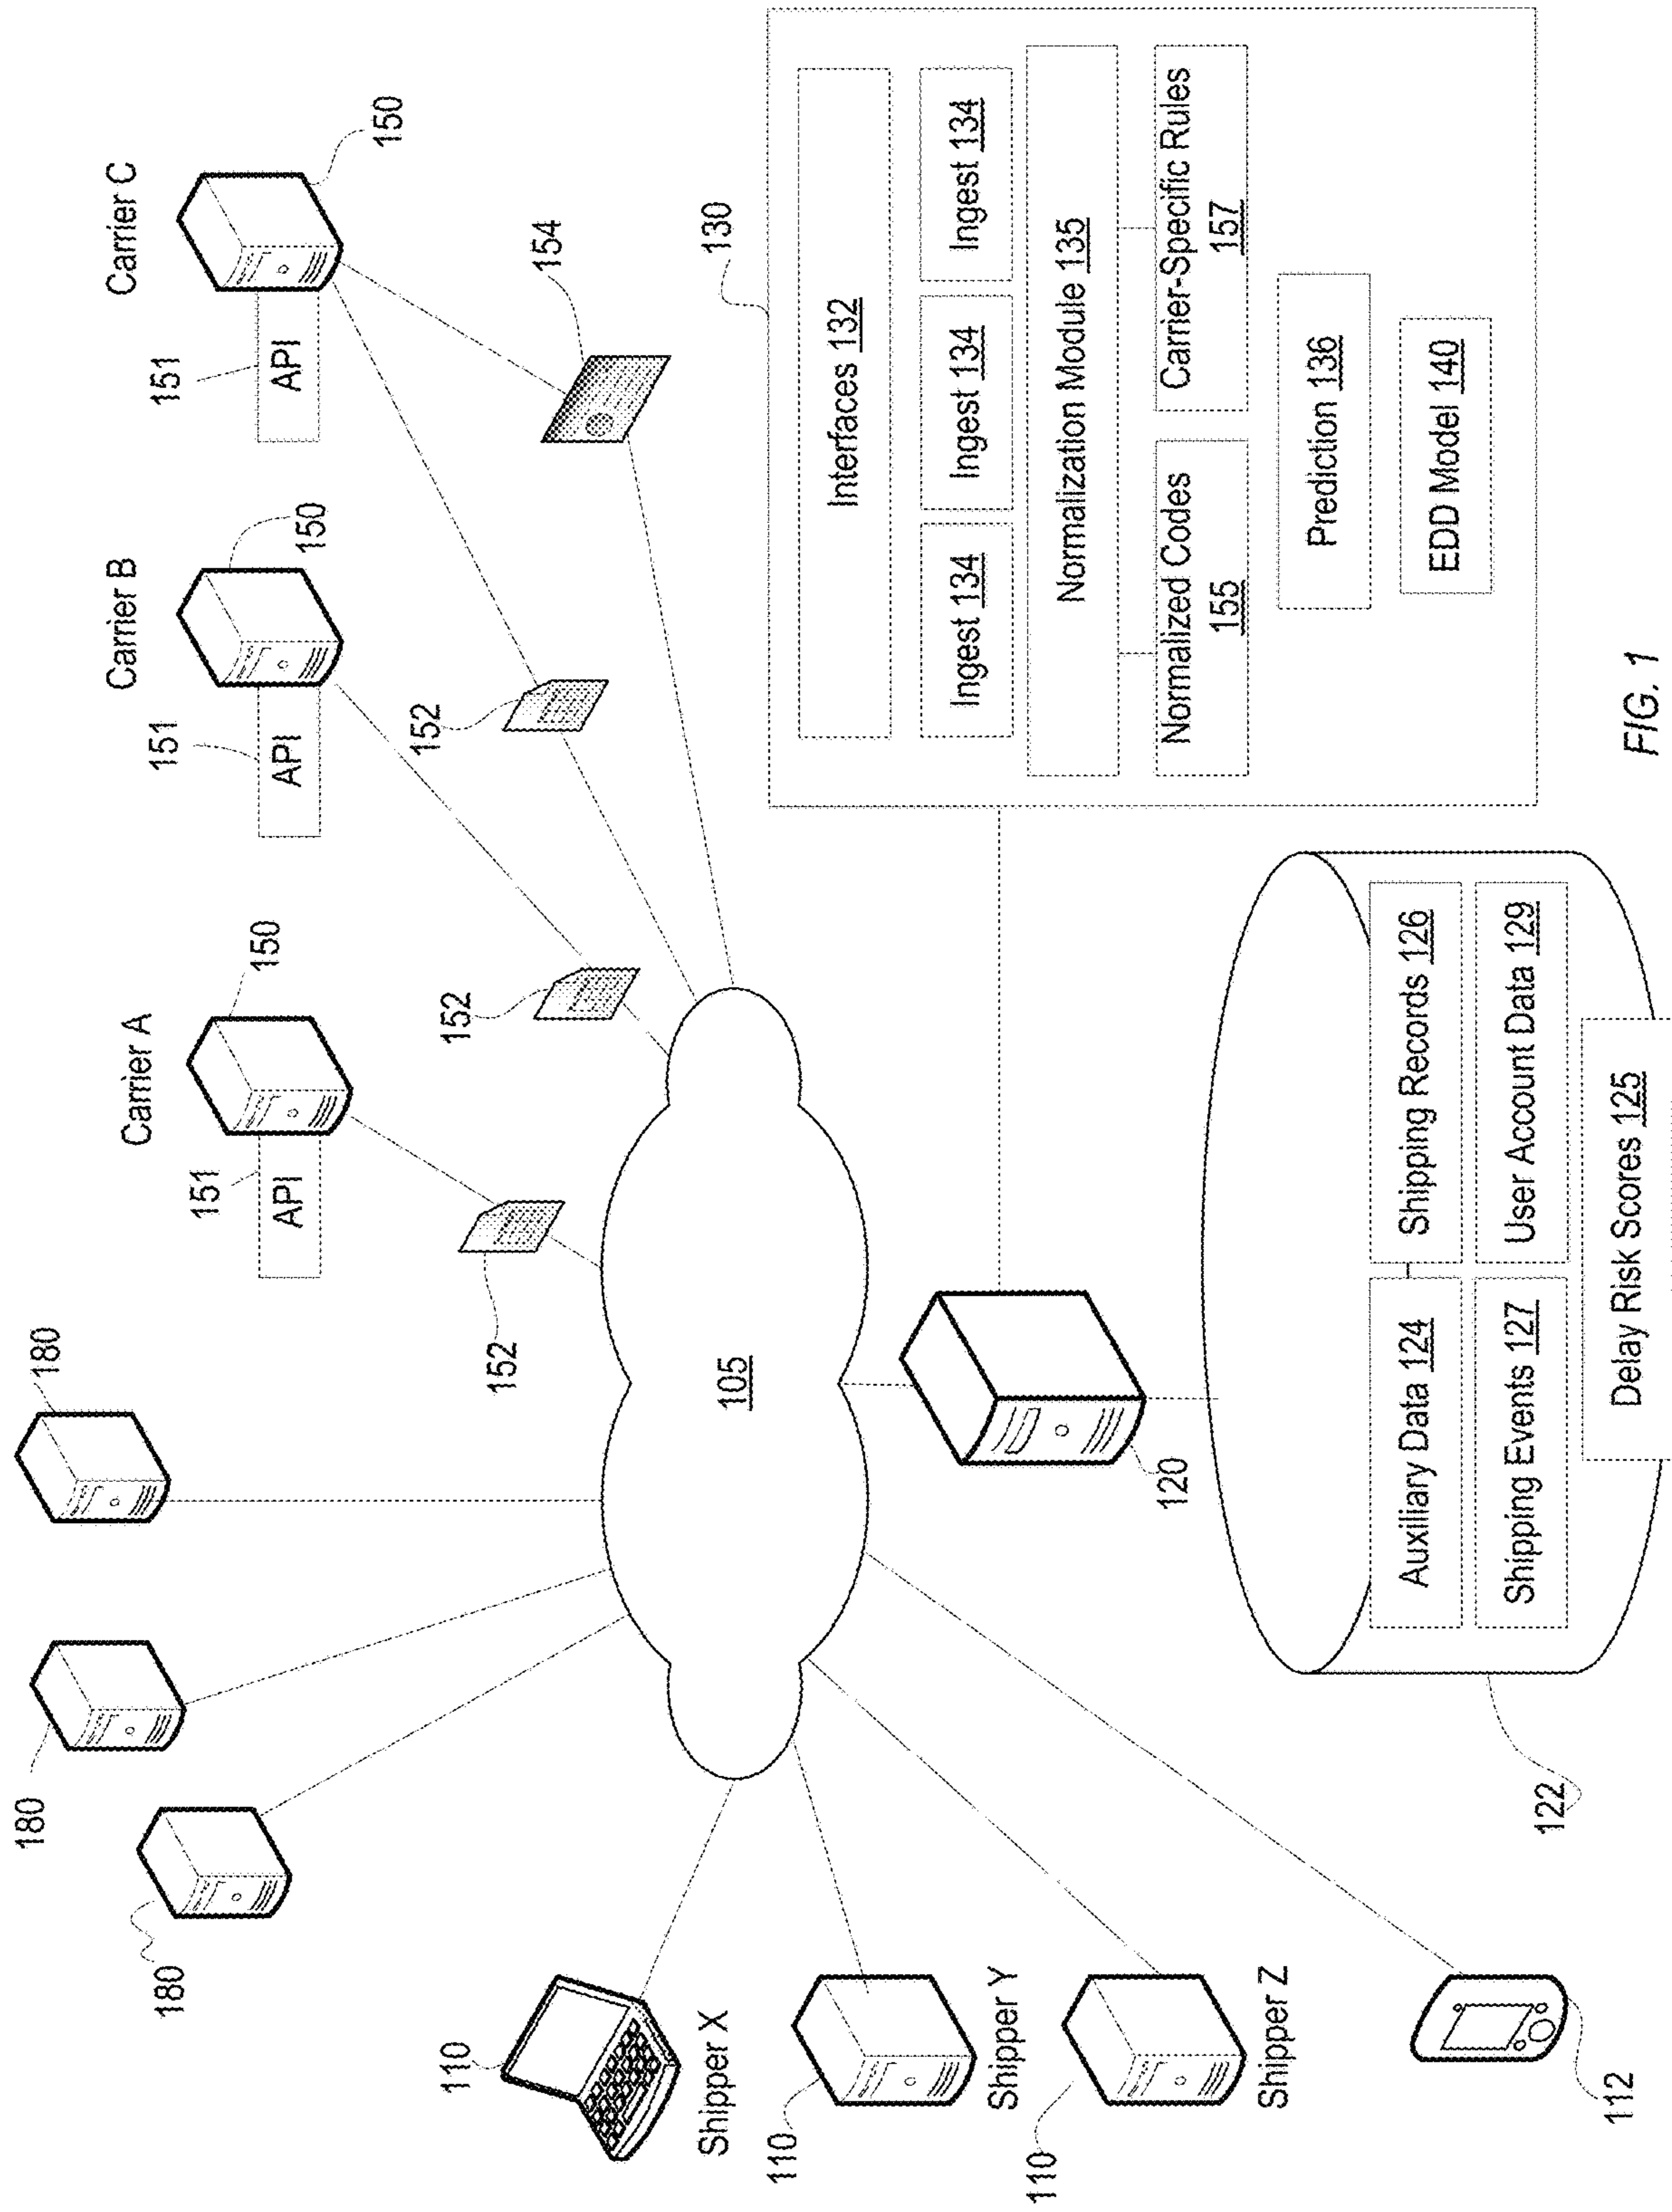 180
180
180
Carrier A
Carrier B
Carrier C
150
150
150
151
API
151
API
151
API
152
152
152
154
110
Shipper X
110
Shipper Y
110
Shipper Z
112
105
120
122
130
Interfaces 132
Ingest 134
Ingest 134
Ingest 134
Normalization Module 135
Normalized Codes
155
Carrier-Specific Rules
157
Prediction 136
EDD Model 140
Auxiliary Data 124
Shipping Records 126
Shipping Events 127
User Account Data 129
Delay Risk Scores 125
FIG. 1